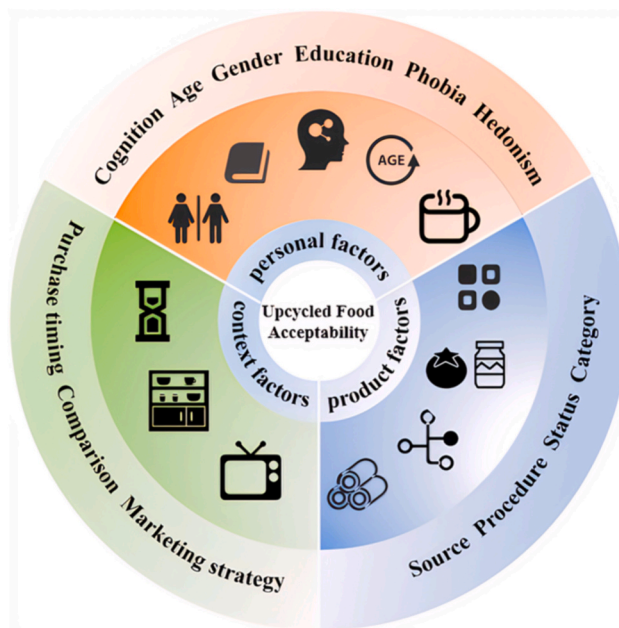 Cognition Age Gender Education Phobia Hedonism
AGE
personal factors
Upcycled Food
Acceptability
context factors
product factors
Purchase timing Comparison Marketing strategy
Source Procedure Status Category